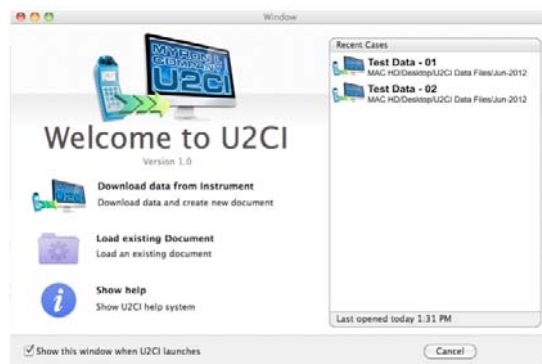 Window
MYRON L
COMPANY
U2CI
Welcome to U2CI
Version 1.0
Download data from Instrument
Download data and create new document
Load existing Document
Load an existing document
Show help
Show U2CI help system
Show this window when U2CI launches
Recent Cases
Test Data - 01
MAC HD/Desktop/U2CI Data Files/Jun-2012
Test Data - 02
MAC HD/Desktop/U2CI Data Files/Jun-2012
Last opened today 1:31 PM
Cancel